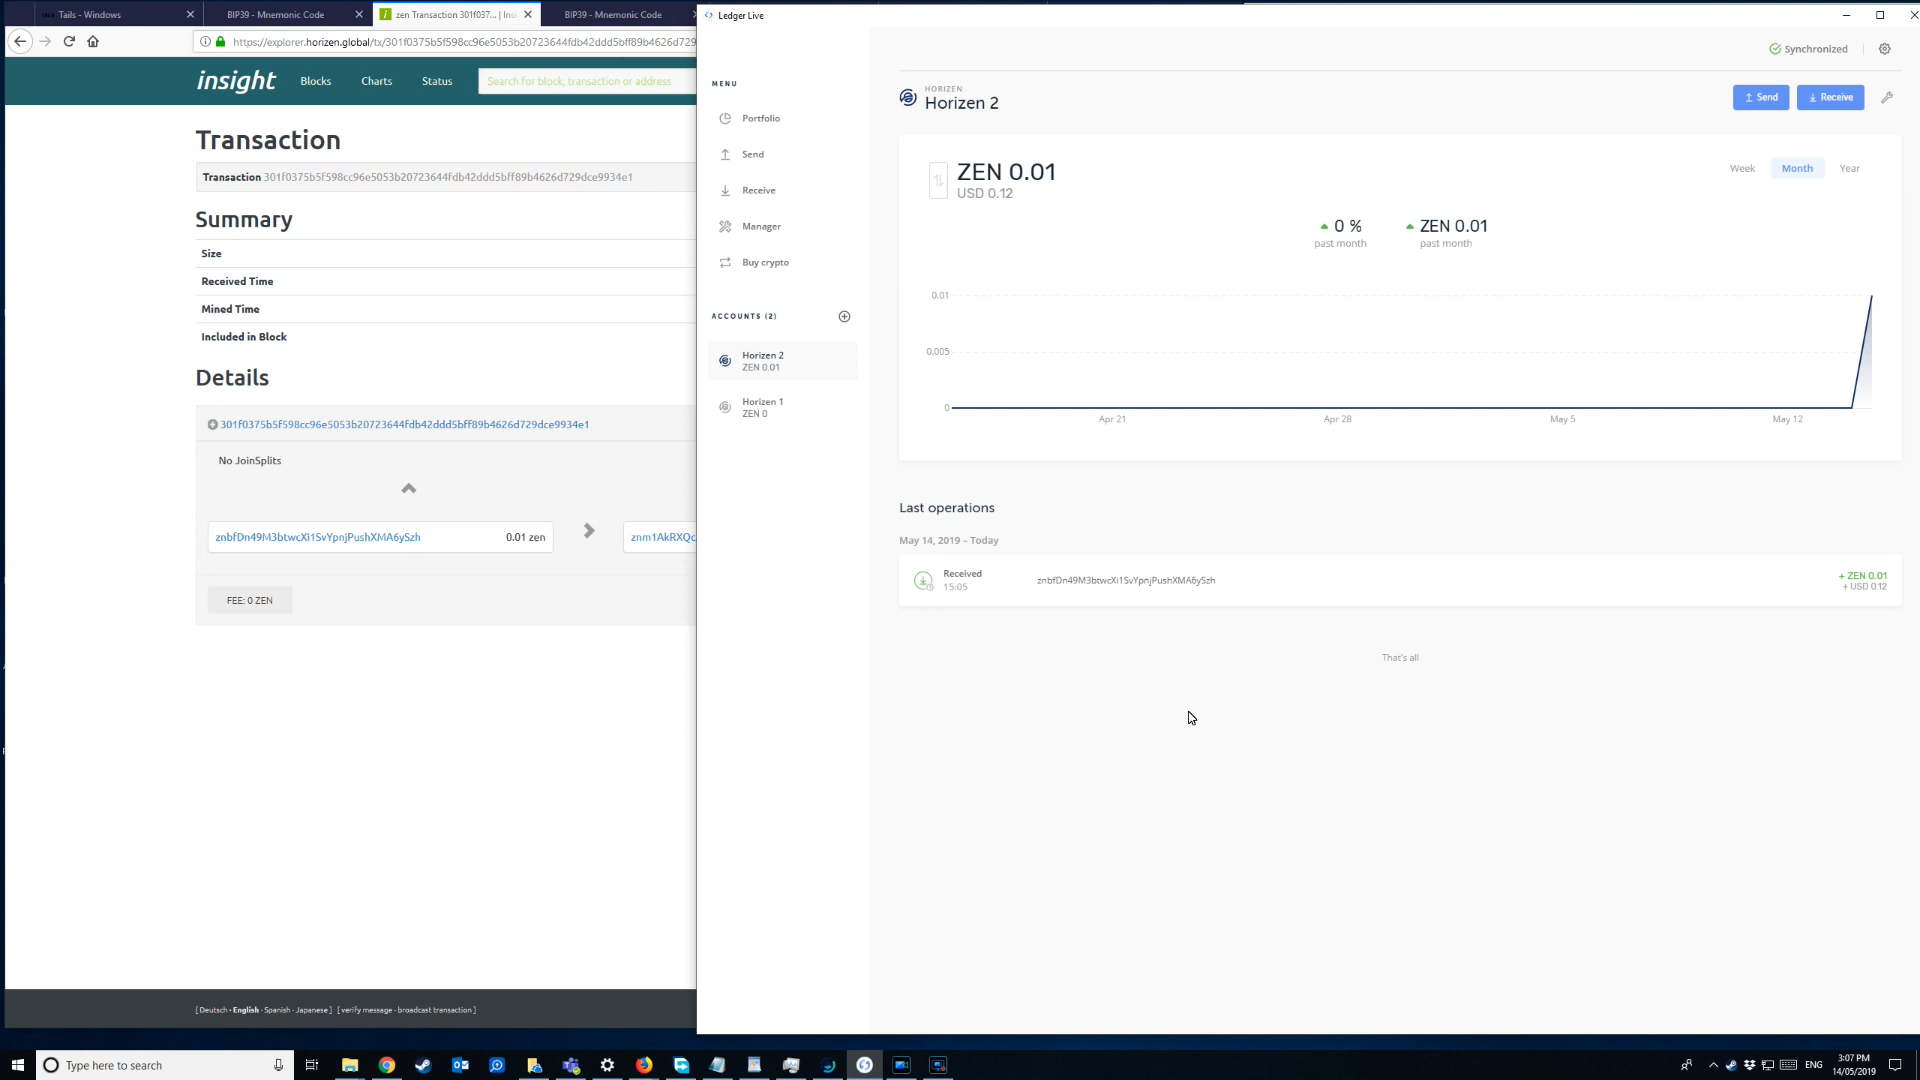 Tails - Windows
BIP39 - Mnemonic Code
zen Transaction 301f037... | Insi
BIP39 - Mnemonic Code
https://explorer.horizen.global/tx/301f0375b5f598cc96e5053b20723644fdb42ddd5bff89b4626d729
insight
Blocks
Charts
Status
Search for block, transaction or address
Transaction
Transaction 301f0375b5f598cc96e5053b20723644fdb42ddd5bff89b4626d729dce9934e1
Summary
Size
Received Time
Mined Time
Included in Block
Details
301f0375b5f598cc96e5053b20723644fdb42ddd5bff89b4626d729dce9934e1
No JoinSplits
znbfDn49M3btwcXi1SvYpnjPushXMA6ySzh
0.01 zen
znm1AkRXQc
FEE: 0 ZEN
[ Deutsch · English · Spanish · Japanese ] [ verify message · broadcast transaction ]
Ledger Live
MENU
Portfolio
Send
Receive
Manager
Buy crypto
ACCOUNTS (2)
Horizen 2
ZEN 0.01
Horizen 1
ZEN 0
Synchronized
HORIZEN
Horizen 2
Send
Receive
ZEN 0.01
USD 0.12
Week
Month
Year
0 %
past month
ZEN 0.01
past month
0.01
0.005
0
Apr 21
Apr 28
May 5
May 12
Last operations
May 14, 2019 – Today
Received
15:05
znbfDn49M3btwcXi1SvYpnjPushXMA6ySzh
+ ZEN 0.01
+ USD 0.12
That's all
Type here to search
ENG
3:07 PM
14/05/2019